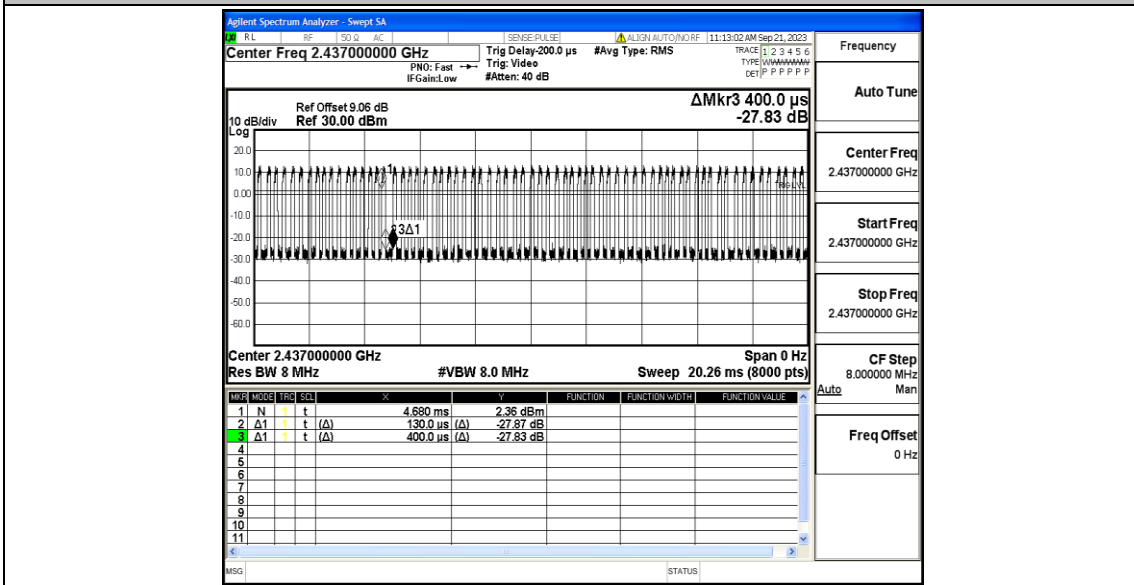 Agilent Spectrum Analyzer - Swept SA
RL RF 50 Ω AC SENSE:PULSE ALIGN AUTO/NO RF 11:13:02 AM Sep 21, 2023
Center Freq 2.437000000 GHz
PNO: Fast
IFGain:Low
Trig Delay-200.0 µs
Trig: Video
#Atten: 40 dB
#Avg Type: RMS
TRACE 1 2 3 4 5 6
TYPE
DET P P P P P P
Ref Offset 9.06 dB
10 dB/div Ref 30.00 dBm
Log
ΔMkr3 400.0 µs
-27.83 dB
20.0
10.0
0.00
-10.0
-20.0
-30.0
-40.0
-50.0
-60.0
1
TRIG LVL
3Δ1
Center 2.437000000 GHz Span 0 Hz
Res BW 8 MHz #VBW 8.0 MHz Sweep 20.26 ms (8000 pts)
MKR MODE TRC SCL X Y FUNCTION FUNCTION WIDTH FUNCTION VALUE
1 N 1 t 4.680 ms 2.36 dBm
2 Δ1 1 t (Δ) 130.0 µs (Δ) -27.87 dB
3 Δ1 1 t (Δ) 400.0 µs (Δ) -27.83 dB
4
5
6
7
8
9
10
11
MSG STATUS
Frequency
Auto Tune
Center Freq
2.437000000 GHz
Start Freq
2.437000000 GHz
Stop Freq
2.437000000 GHz
CF Step
8.000000 MHz
Auto Man
Freq Offset
0 Hz